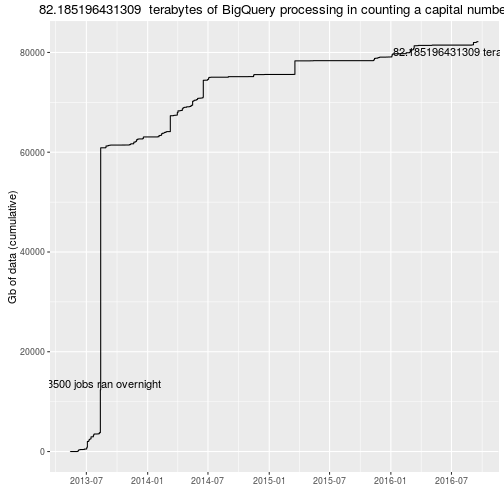 82.185196431309 terabytes of BigQuery processing in counting a capital numbe
80000
82.185196431309 tera
60000
Gb of data (cumulative)
40000
20000
3500 jobs ran overnight
0
2013-07 2014-01 2014-07 2015-01 2015-07 2016-01 2016-07